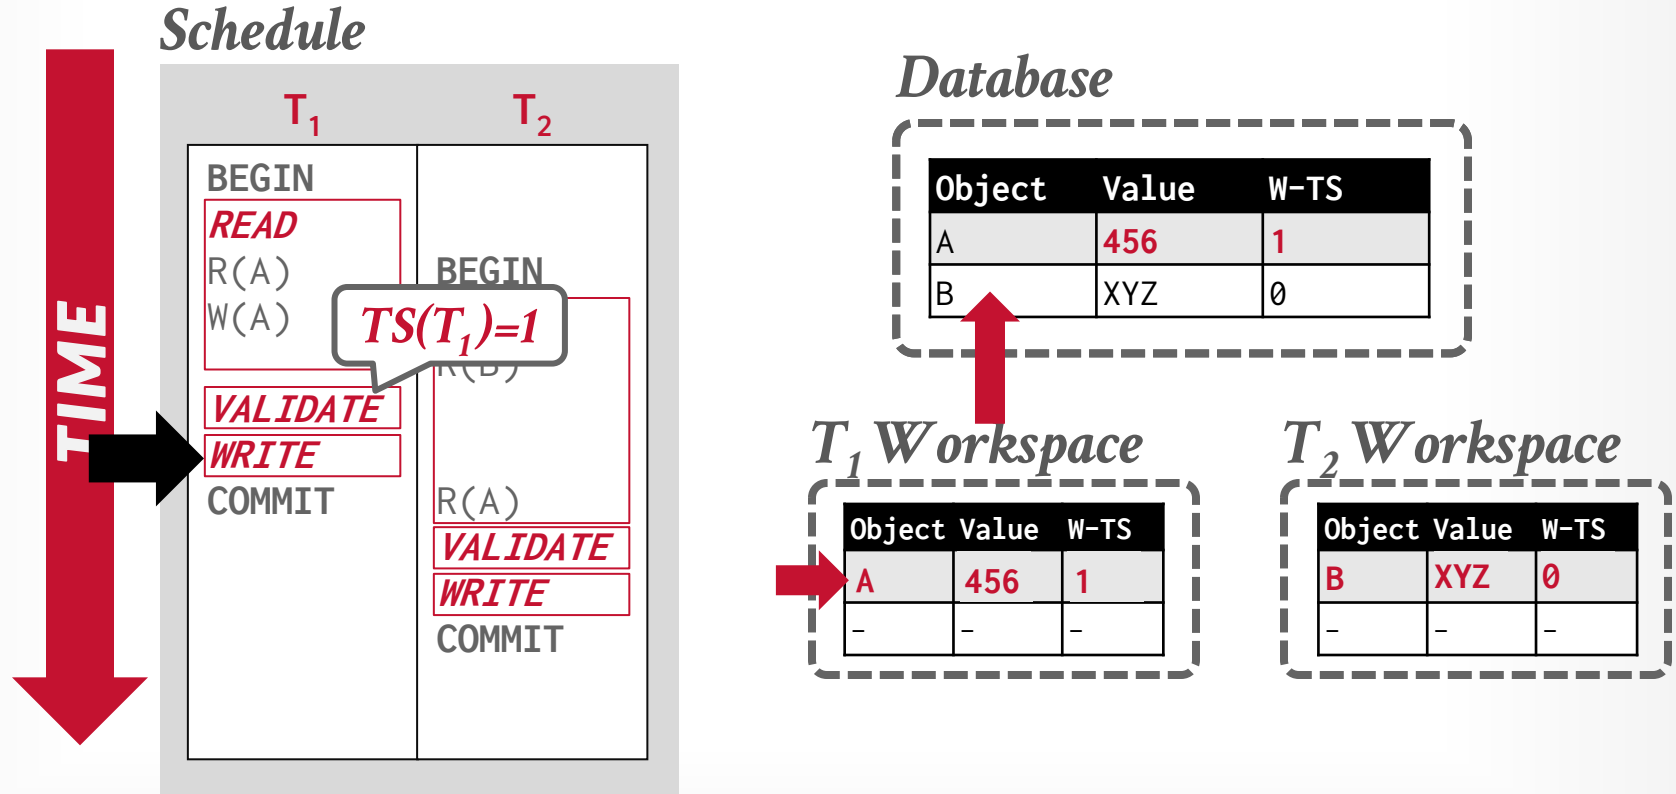 Schedule
TIME
T1
T2
BEGIN
READ
R(A)
W(A)
VALIDATE
WRITE
COMMIT
BEGIN
TS(T1)=1
R(B)
R(A)
VALIDATE
WRITE
COMMIT
Database
Object Value W-TS
A 456 1
B XYZ 0
T1 Workspace
Object Value W-TS
A 456 1
- - -
T2 Workspace
Object Value W-TS
B XYZ 0
- - -